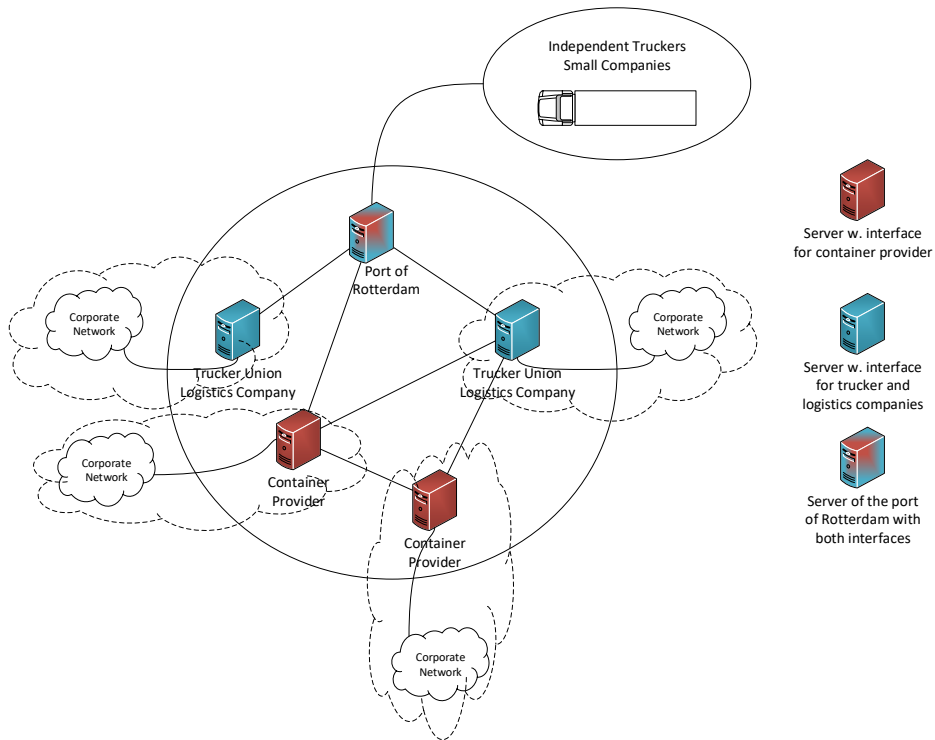 Independent Truckers
Small Companies
Server w. interface
for container provider
Port of
Rotterdam
Corporate
Network
Trucker Union
Logistics Company
Trucker Union
Logistics Company
Corporate
Network
Server w. interface
for trucker and
logistics companies
Corporate
Network
Container
Provider
Container
Provider
Server of the port
of Rotterdam with
both interfaces
Corporate
Network